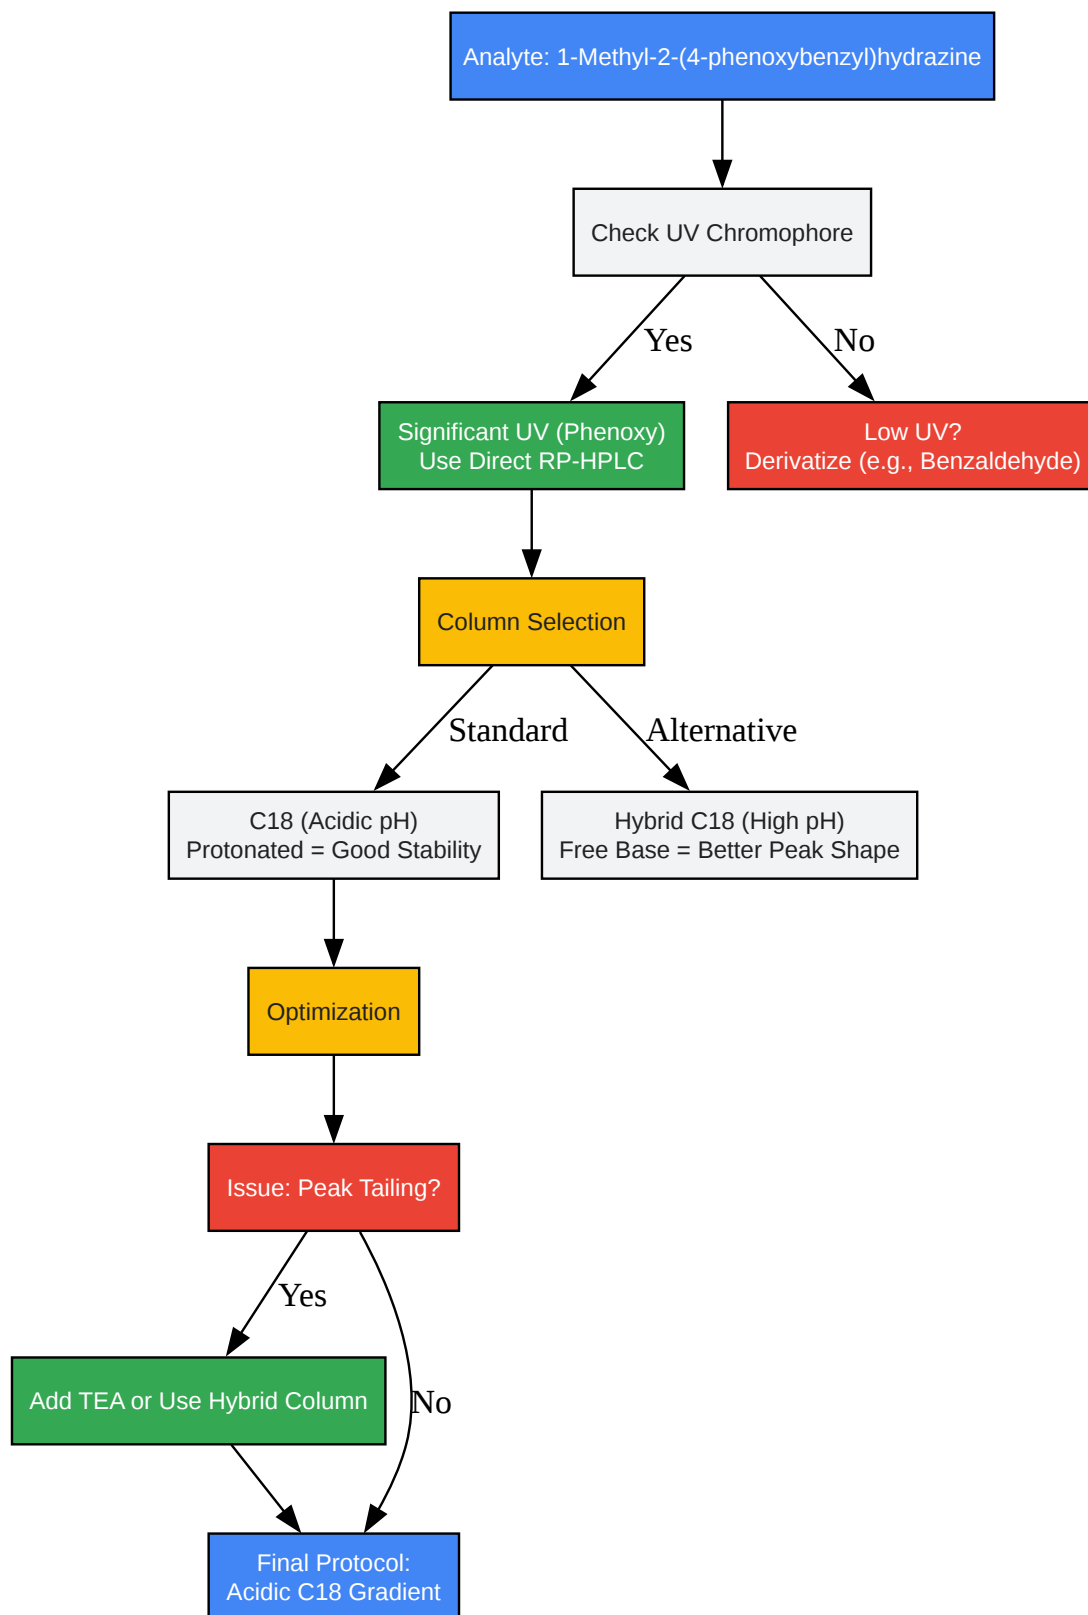 Analyte: 1-Methyl-2-(4-phenoxybenzyl)hydrazine
Check UV Chromophore
Yes
No
Significant UV (Phenoxy)
Use Direct RP-HPLC
Low UV?
Derivatize (e.g., Benzaldehyde)
Column Selection
Standard
Alternative
C18 (Acidic pH)
Protonated = Good Stability
Hybrid C18 (High pH)
Free Base = Better Peak Shape
Optimization
Issue: Peak Tailing?
Yes
Add TEA or Use Hybrid Column
No
Final Protocol:
Acidic C18 Gradient